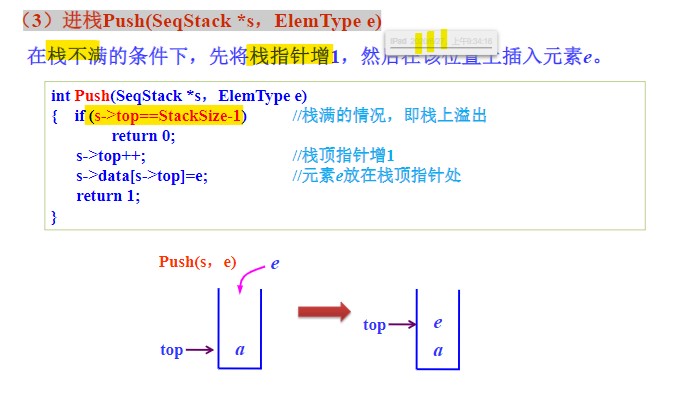 （3）进栈Push(SeqStack *s，ElemType e)
在栈不满的条件下，先将栈指针增1，然后在该位置上插入元素e。
int Push(SeqStack *s，ElemType e)
{ if (s->top==StackSize-1) //栈满的情况，即栈上溢出
return 0;
s->top++; //栈顶指针增1
s->data[s->top]=e; //元素e放在栈顶指针处
return 1;
}
Push(s，e) e
top e
top a a